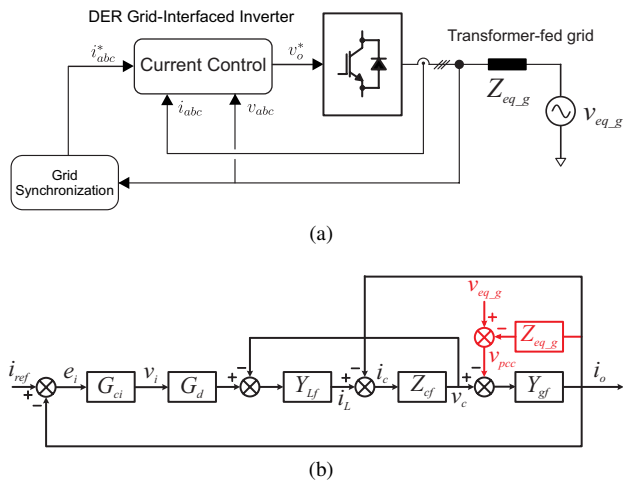 DER Grid-Interfaced Inverter
i*abc
Current Control
v*o
Transformer-fed grid
Zeq_g
veq_g
iabc
vabc
Grid
Synchronization
(a)
veq_g
+
−
Zeq_g
vpcc
iref
+
−
ei
Gci
vi
Gd
+
−
YLf
iL
+
−
ic
Zcf
vc
+
−
Ygf
io
(b)